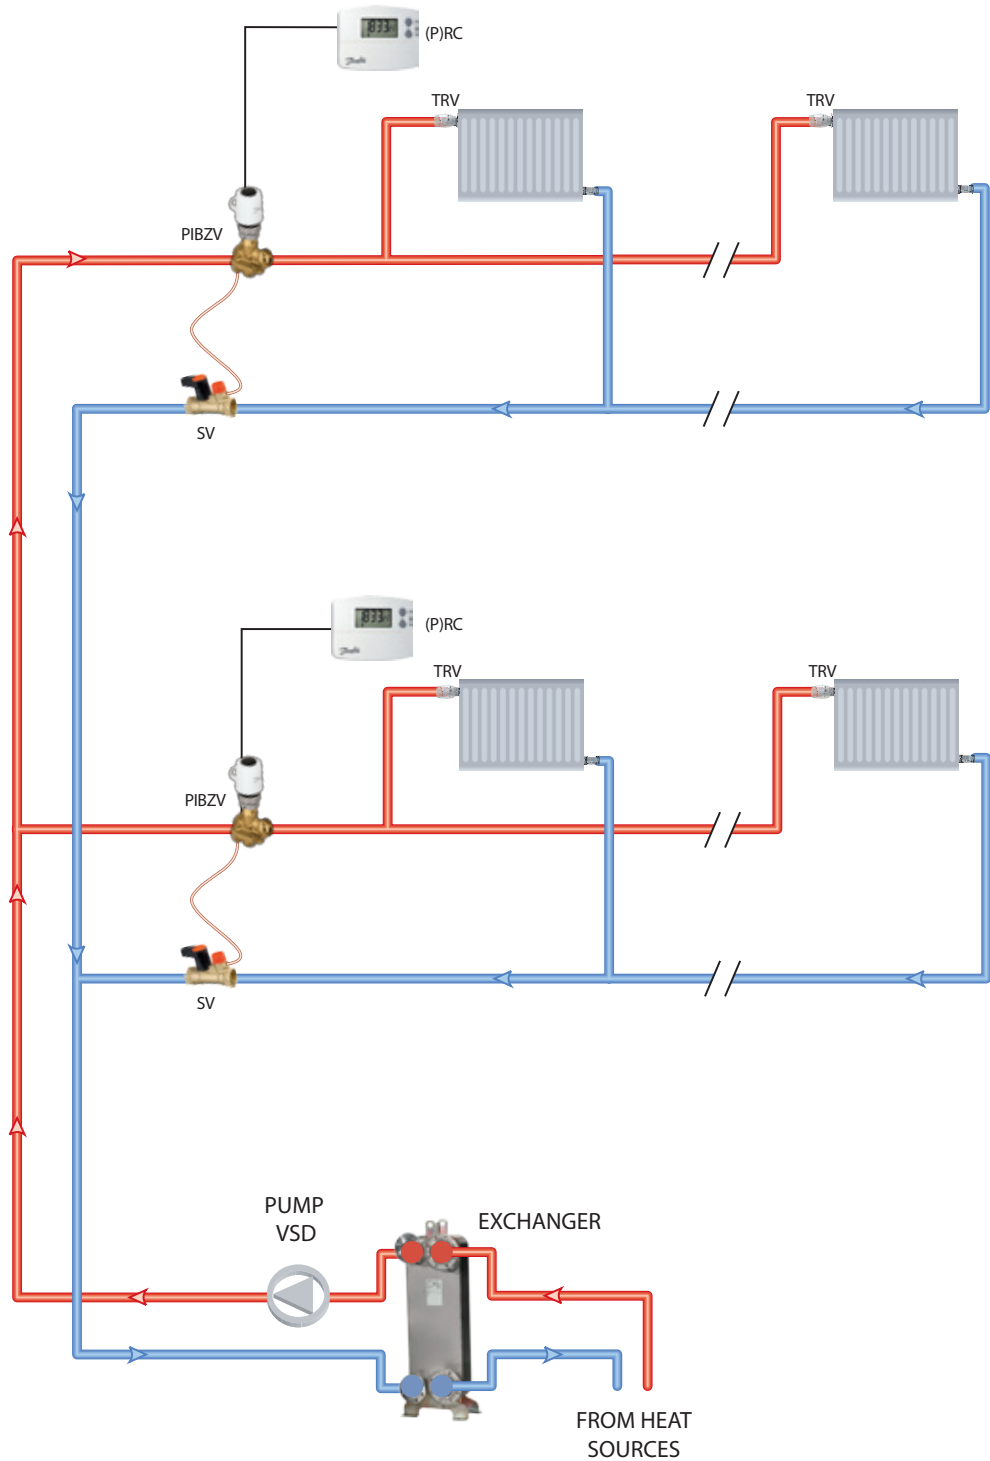 (P)RC
TRV
TRV
PIBZV
SV
(P)RC
TRV
TRV
PIBZV
SV
PUMP
VSD
EXCHANGER
FROM HEAT
SOURCES